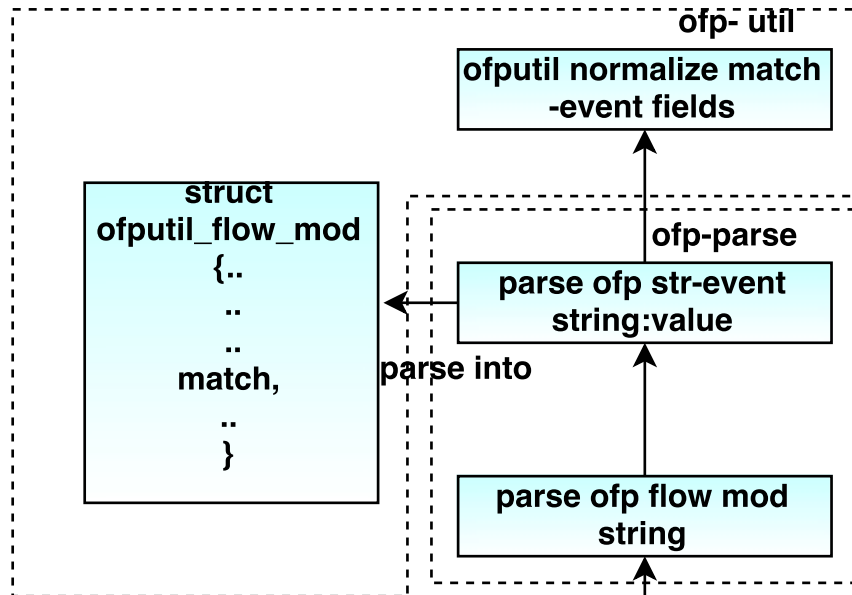 ofp- util
ofputil normalize match
-event fields
struct
ofputil_flow_mod
{..
..
..
match,
..
}
ofp-parse
parse ofp str-event
string:value
parse into
parse ofp flow mod
string